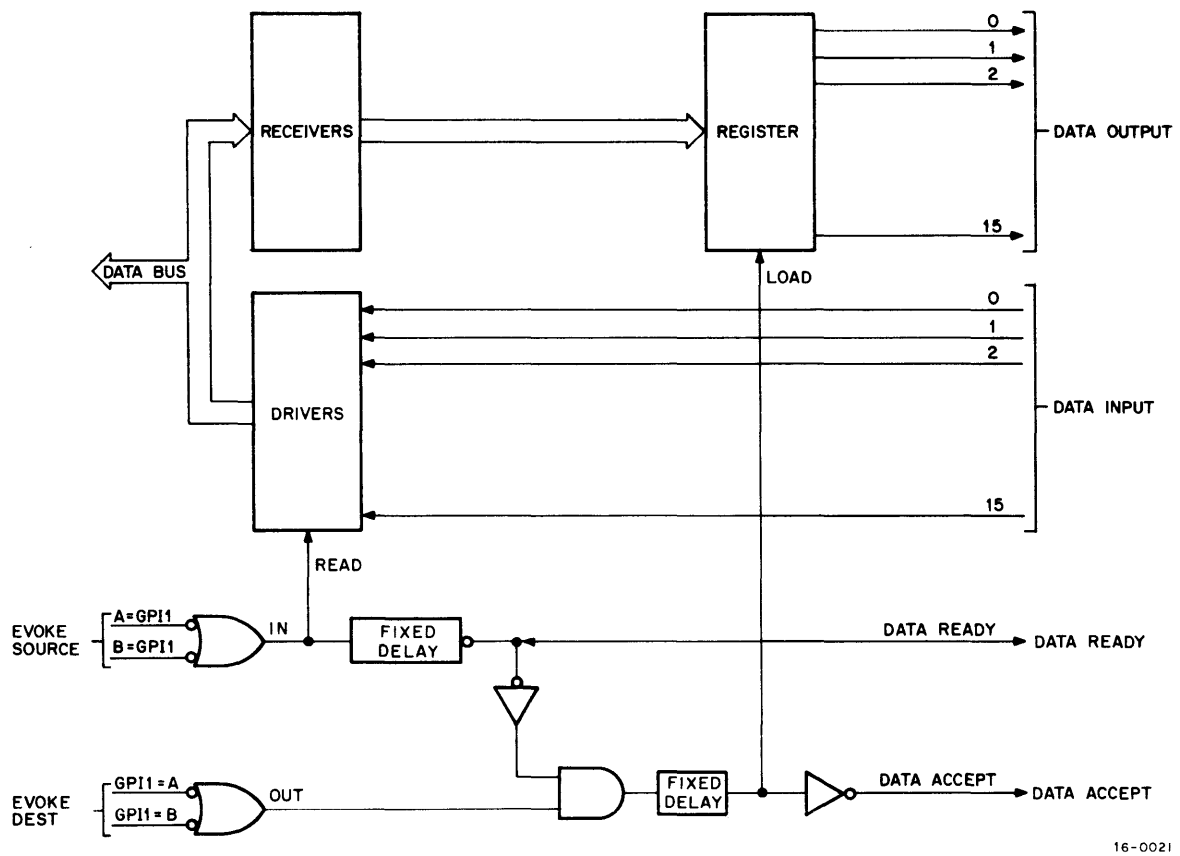 0
1
2
RECEIVERS
REGISTER
DATA OUTPUT
15
DATA BUS
LOAD
0
1
2
DRIVERS
DATA INPUT
15
READ
EVOKE
SOURCE
A=GPI1
B=GPI1
IN
FIXED
DELAY
DATA READY
DATA READY
EVOKE
DEST
GPI1=A
GPI1=B
OUT
FIXED
DELAY
DATA ACCEPT
DATA ACCEPT
16-0021